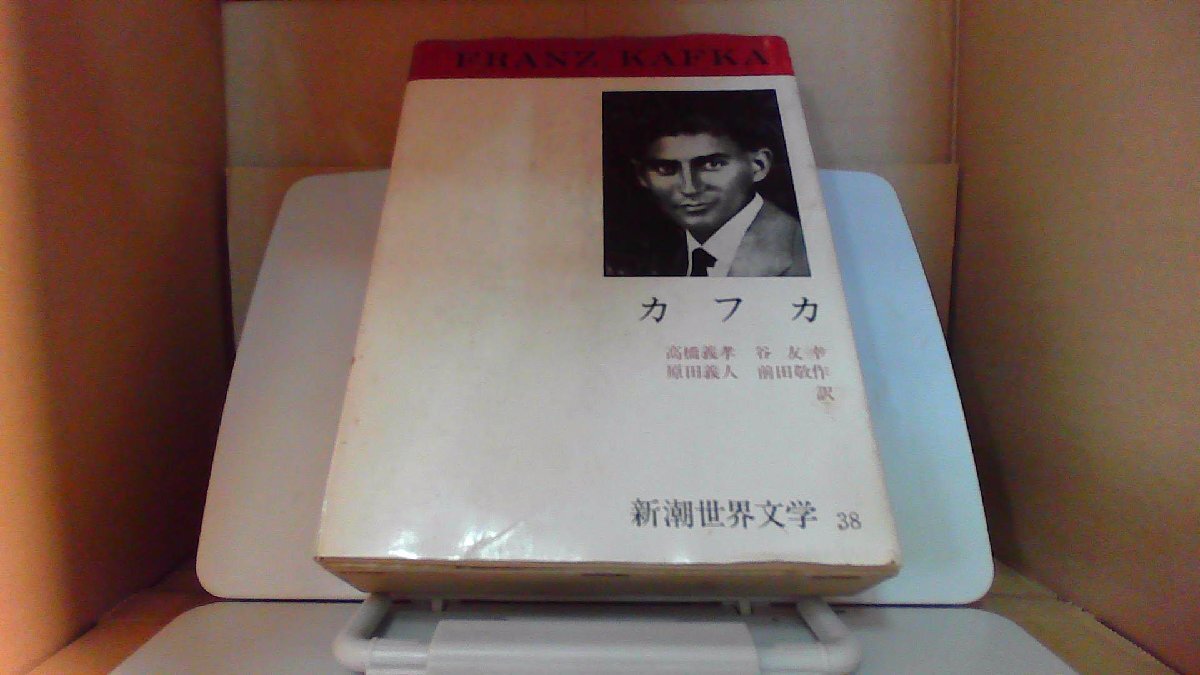 FRANZ KAFKA
カフカ
高橋義孝 谷友幸
原田義人 前田敬作
訳
新潮世界文学 38